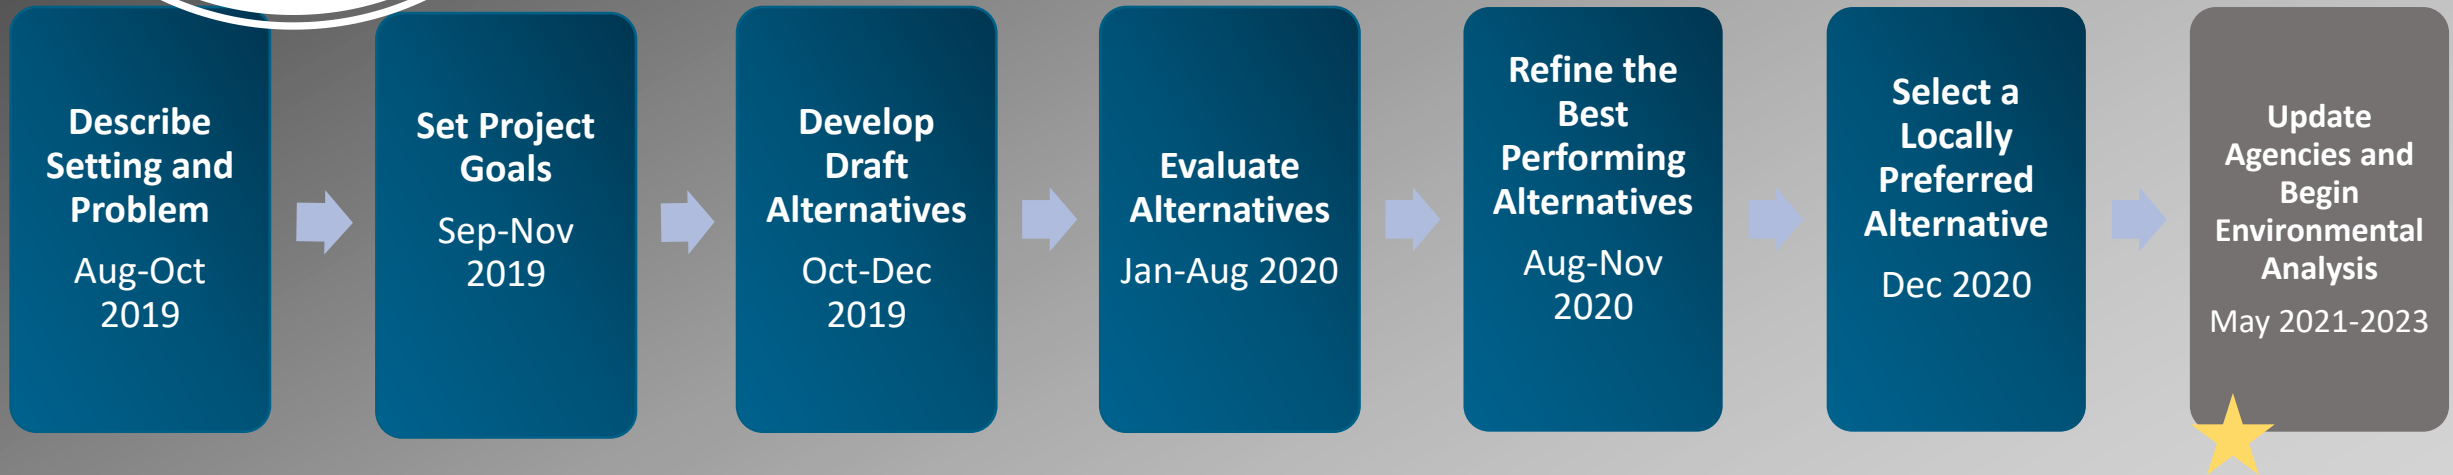 Describe
Setting and
Problem
Aug-Oct
2019
Set Project
Goals
Sep-Nov
2019
Develop
Draft
Alternatives
Oct-Dec
2019
Evaluate
Alternatives
Jan-Aug 2020
Refine the
Best
Performing
Alternatives
Aug-Nov
2020
Select a
Locally
Preferred
Alternative
Dec 2020
Update
Agencies and
Begin
Environmental
Analysis
May 2021-2023